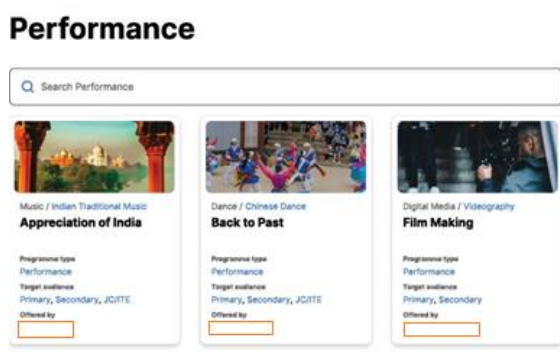 Performance
Search Performance
Music / Indian Traditional Music
Appreciation of India
Programme type
Performance
Target audience
Primary, Secondary, JC/ITE
Offered by
Dance / Chinese Dance
Back to Past
Programme type
Performance
Target audience
Primary, Secondary, JC/ITE
Offered by
Digital Media / Videography
Film Making
Programme type
Performance
Target audience
Primary, Secondary
Offered by